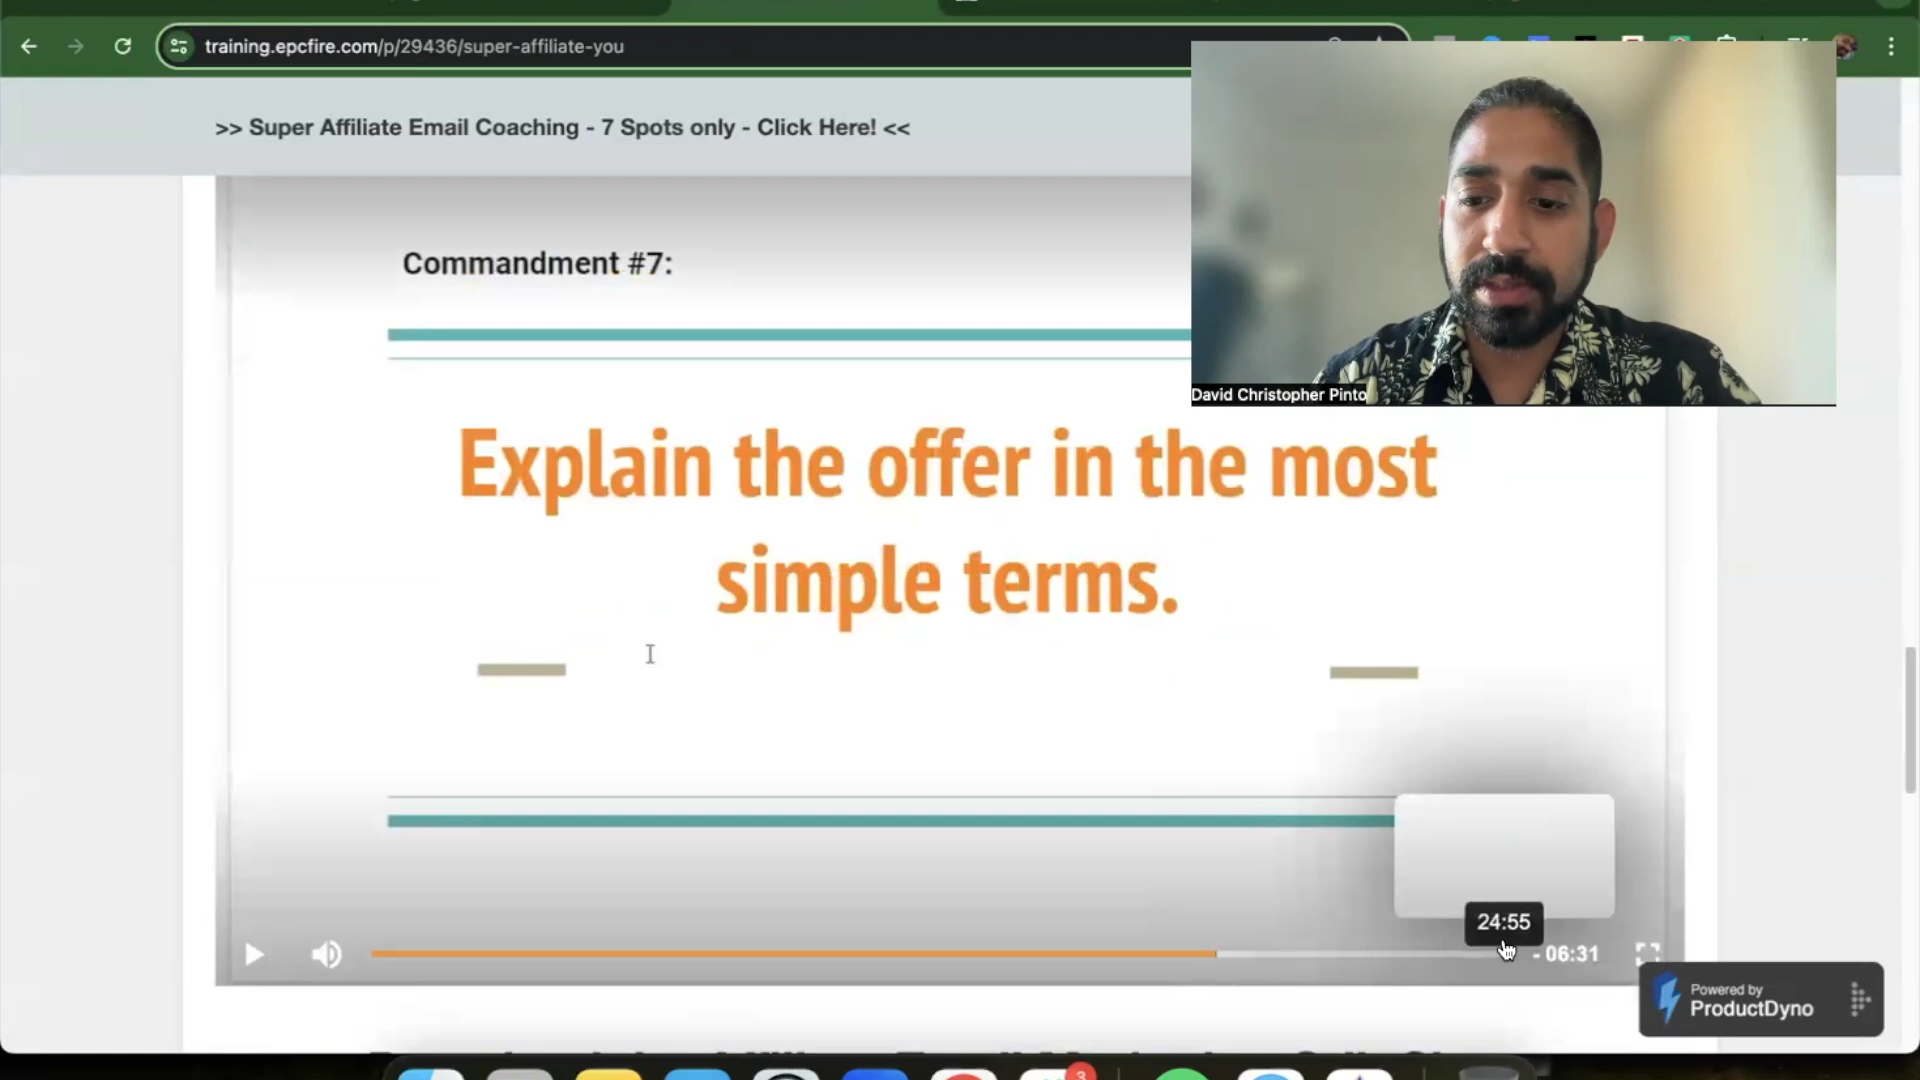 training.epcfire.com/p/29436/super-affiliate-you
>> Super Affiliate Email Coaching - 7 Spots only - Click Here! <<
Commandment #7:
David Christopher Pinto
Explain the offer in the most
simple terms.
24:55
- 06:31
Powered by
ProductDyno
3